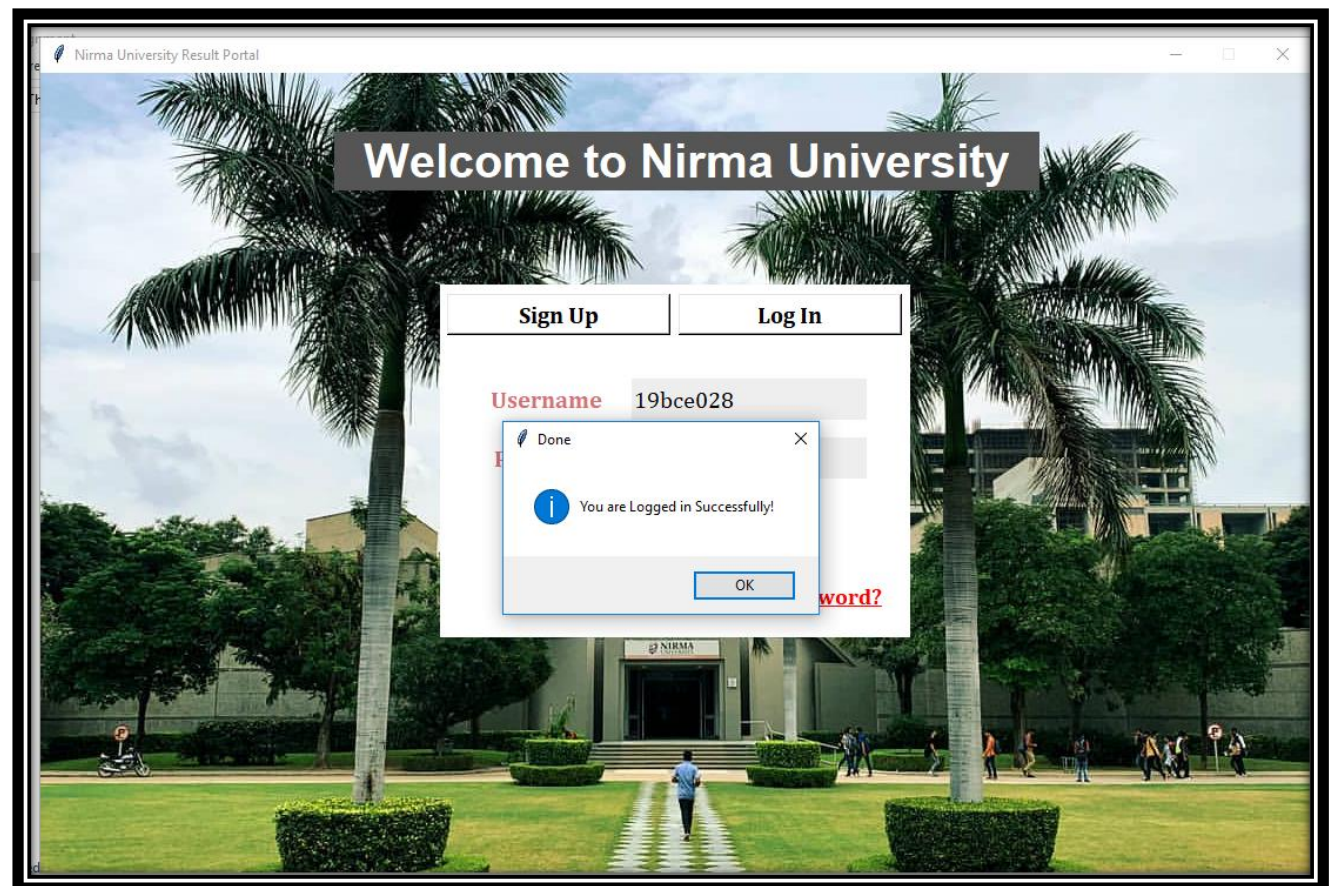 Nirma University Result Portal
Welcome to Nirma University
Sign Up Log In
Username 19bce028
Done
You are Logged in Successfully!
OK
word?
NIRMA
UNIVERSITY